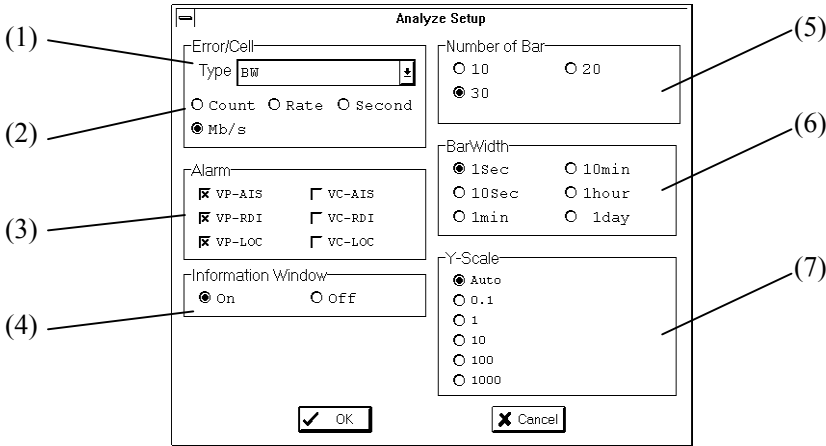 Analyze Setup
(1)
Error/Cell
Type BW
(2)
Count Rate Second
Mb/s
(3)
Alarm
VP-AIS VC-AIS
VP-RDI VC-RDI
VP-LOC VC-LOC
(4)
Information Window
On Off
(5)
Number of Bar
10 20
30
(6)
BarWidth
1Sec 10min
10Sec 1hour
1min 1day
(7)
Y-Scale
Auto
0.1
1
10
100
1000
OK Cancel